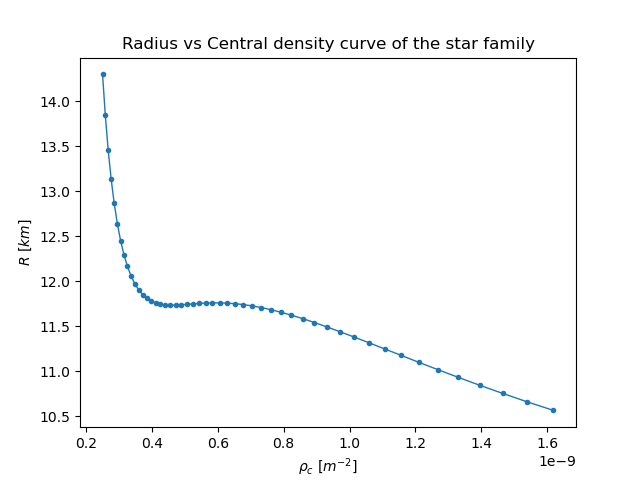 Radius vs Central density curve of the star family
R [km]
14.0
13.5
13.0
12.5
12.0
11.5
11.0
10.5
0.2 0.4 0.6 0.8 1.0 1.2 1.4 1.6
1e−9
ρc [m−2]